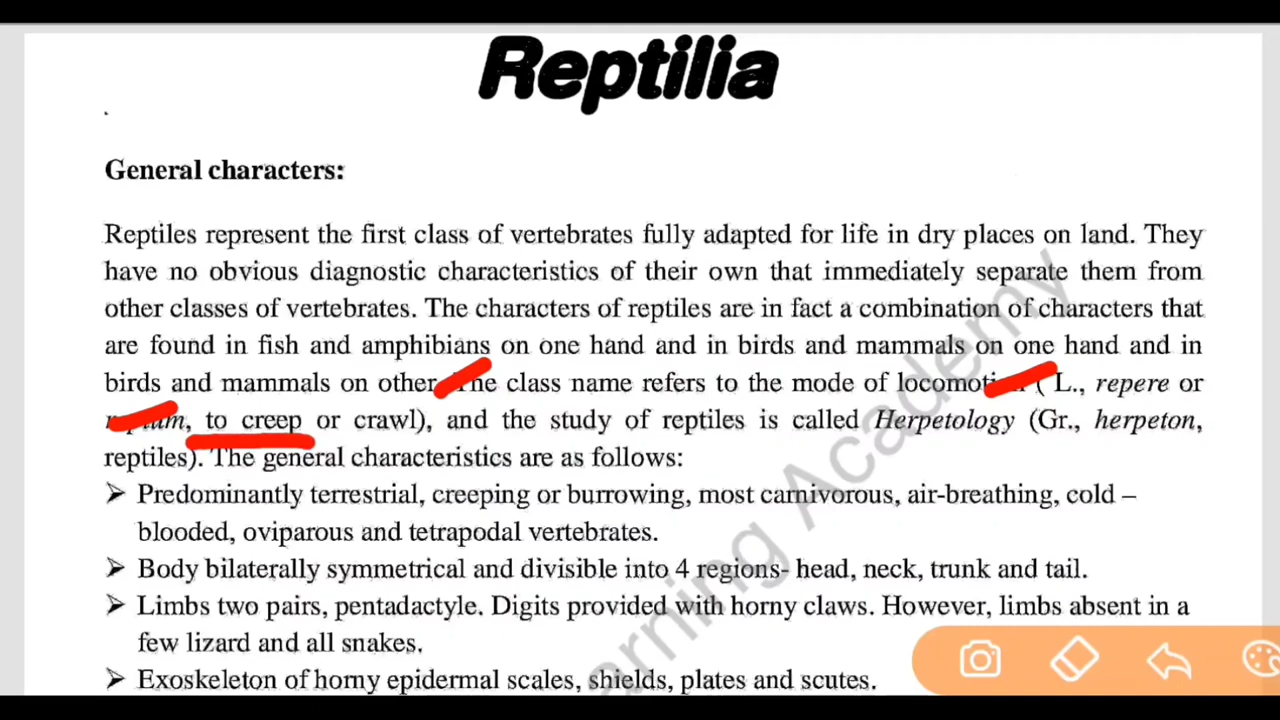 Reptilia
General characters:
Reptiles represent the first class of vertebrates fully adapted for life in dry places on land. They
have no obvious diagnostic characteristics of their own that immediately separate them from
other classes of vertebrates. The characters of reptiles are in fact a combination of characters that
are found in fish and amphibians on one hand and in birds and mammals on one hand and in
birds and mammals on other The class name refers to the mode of locomotion ( L., repere or
reptum, to creep or crawl), and the study of reptiles is called Herpetology (Gr., herpeton,
reptiles). The general characteristics are as follows:
➢ Predominantly terrestrial, creeping or burrowing, most carnivorous, air-breathing, cold –
blooded, oviparous and tetrapodal vertebrates.
➢ Body bilaterally symmetrical and divisible into 4 regions- head, neck, trunk and tail.
➢ Limbs two pairs, pentadactyle. Digits provided with horny claws. However, limbs absent in a
few lizard and all snakes.
➢ Exoskeleton of horny epidermal scales, shields, plates and scutes.
arning Academy